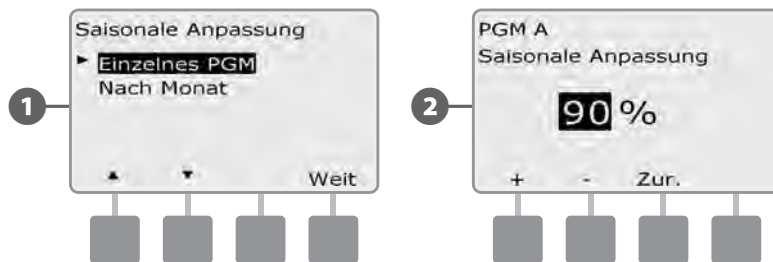 1
Saisonale Anpassung
Einzelnes PGM
Nach Monat
Weit
2
PGM A
Saisonale Anpassung
90 %
+ - Zur.